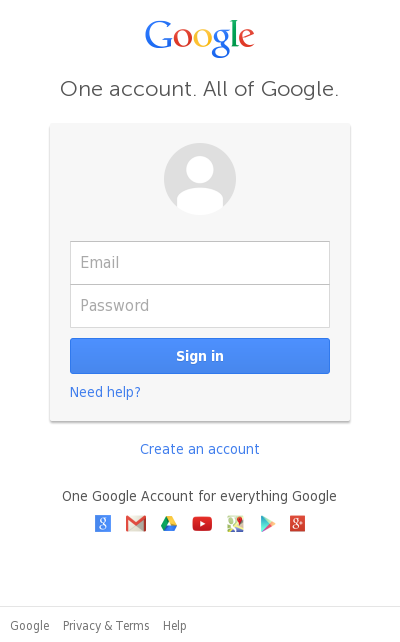 Google
One account. All of Google.
Email
Password
Sign in
Need help?
Create an account
One Google Account for everything Google
Google Privacy & Terms Help